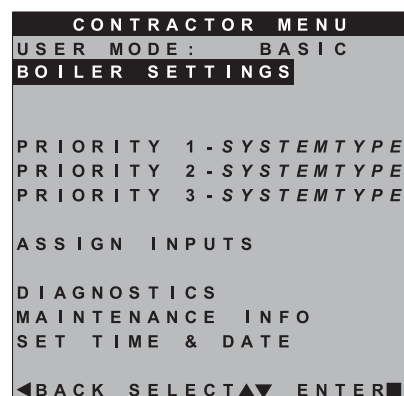 CONTRACTOR MENU
USER MODE: BASIC
BOILER SETTINGS
PRIORITY 1-SYSTEMTYPE
PRIORITY 2-SYSTEMTYPE
PRIORITY 3-SYSTEMTYPE
ASSIGN INPUTS
DIAGNOSTICS
MAINTENANCE INFO
SET TIME & DATE
◀BACK SELECT▲▼ ENTER■